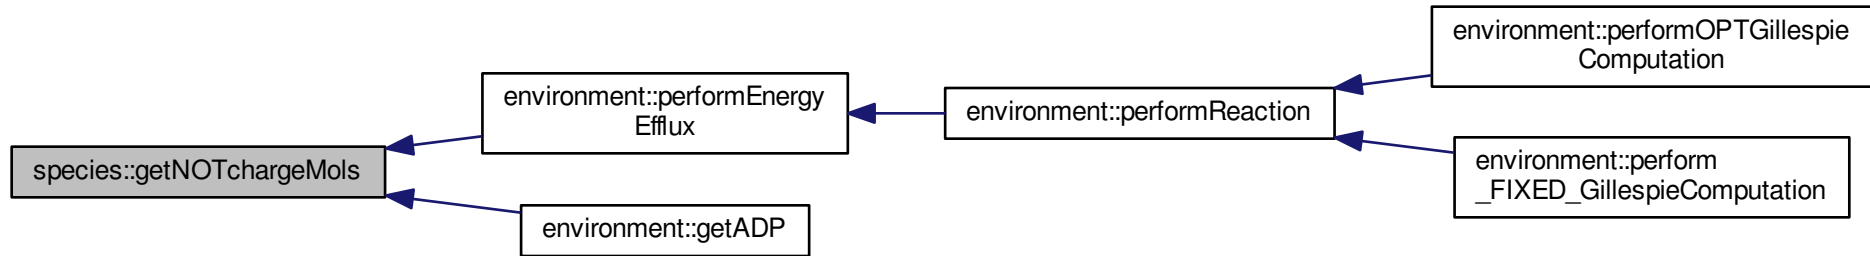 species::getNOTchargeMols
environment::performEnergy
Efflux
environment::getADP
environment::performReaction
environment::performOPTGillespie
Computation
environment::perform
_FIXED_GillespieComputation